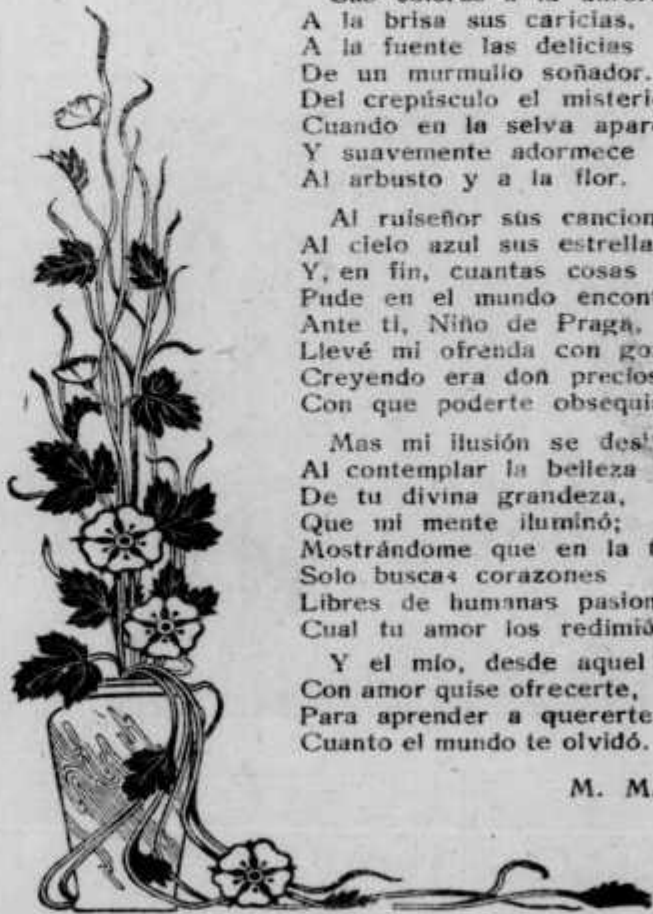 A la brisa sus caricias,
A la fuente las delicias
De un murmullo soñador.
Del crepúsculo el misterio
Cuando en la selva apare
Y suavemente adormece
Al arbusto y a la flor.
Al ruiseñor sus cancion
Al cielo azul sus estrella
Y, en fin, cuantas cosas
Pude en el mundo encont
Ante ti, Niño de Praga,
Llevé mi ofrenda con go
Creyendo era don precios
Con que poderte obsequi
Mas mi ilusión se des
Al contemplar la belleza
De tu divina grandeza,
Que mi mente iluminó;
Mostrándome que en la
Solo buscas corazones
Libres de humanas pasion
Cual tu amor los redimió
Y el mío, desde aquel
Con amor quise ofrecerte,
Para aprender a quererte
Cuanto el mundo te olvidó.
M. M.